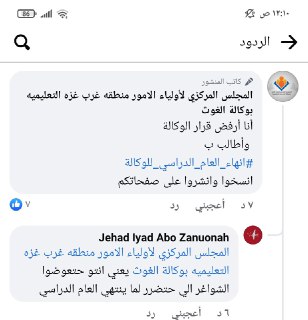 ١٢:١٠ ص
86
الردود
كاتب المنشور
المجلس المركزي لأولياء الامور منطقه غرب غزه التعليميه
بوكالة الغوث
أنا أرفض قرار الوكالة
وأطالب ب
#انهاء_العام_الدراسي_للوكالة
انسخوا وانشروا على صفحاتكم
٧ د أعجبني رد ٧
Jehad Iyad Abo Zanuonah
المجلس المركزي لأولياء الامور منطقه غرب غزه
التعليميه بوكالة الغوث يعني انتو حتعوضوا
الشواغر الي حتضرر لما ينتهي العام الدراسي
٦ د أعجبني رد